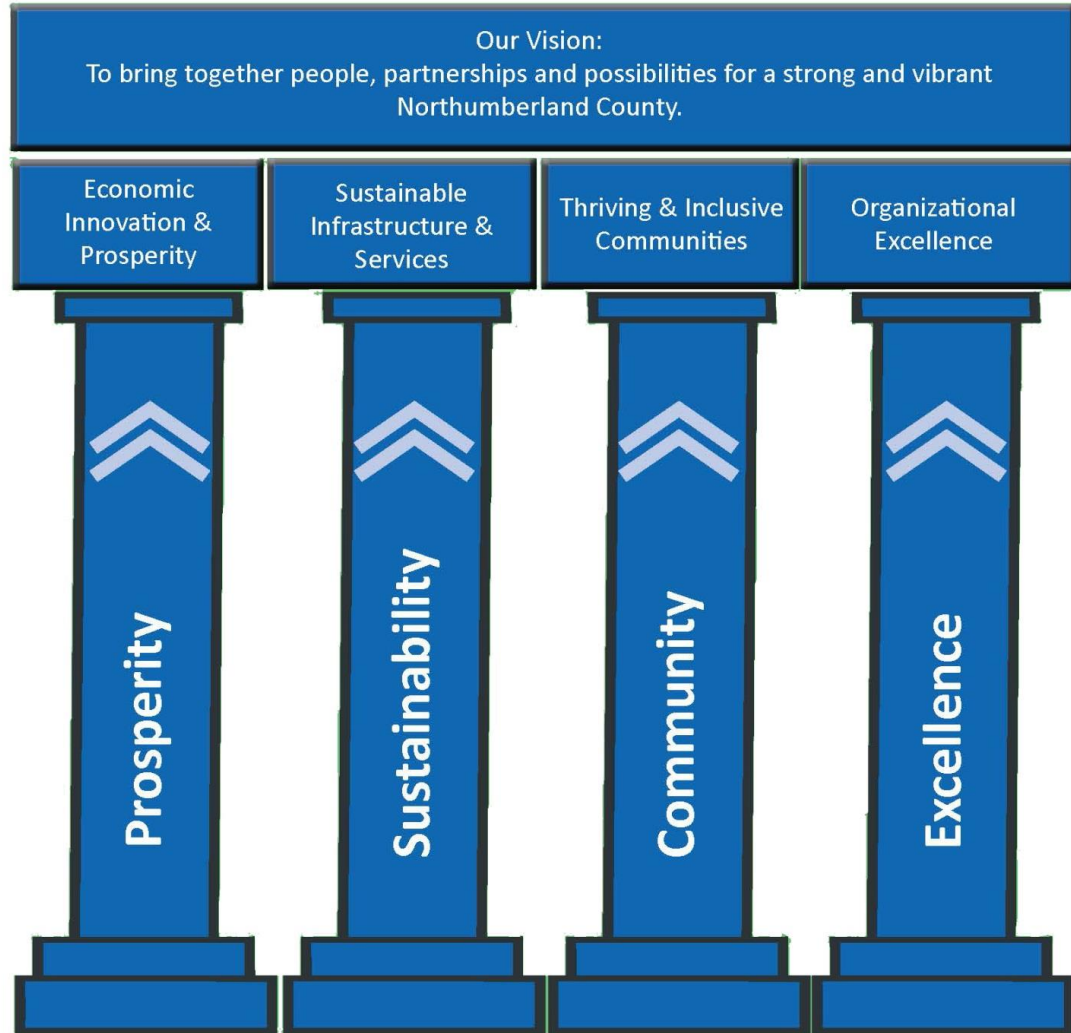 Our Vision:
To bring together people, partnerships and possibilities for a strong and vibrant
Northumberland County.
Economic
Innovation &
Prosperity
Sustainable
Infrastructure &
Services
Thriving & Inclusive
Communities
Organizational
Excellence
Prosperity
Sustainability
Community
Excellence